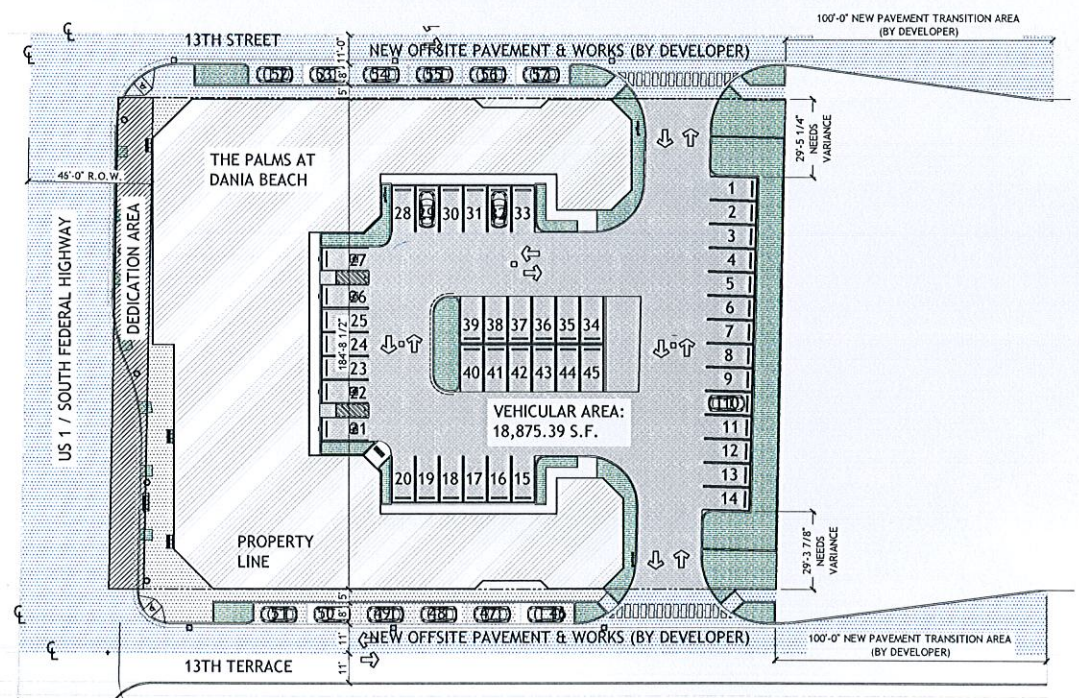 100'-0" NEW PAVEMENT TRANSITION AREA
(BY DEVELOPER)
13TH STREET
11'-0"
NEW OFFSITE PAVEMENT & WORKS (BY DEVELOPER)
52 53 54 55 56 57
8'
5'
THE PALMS AT
DANIA BEACH
29'-5 1/4"
NEEDS
VARIANCE
46'-0" R.O.W.
US 1 / SOUTH FEDERAL HIGHWAY
DEDICATION AREA
28 29 30 31 32 33
1
2
3
4
5
6
7
8
9
10
11
12
13
14
27
26
25
24
23
22
21
184'-8 1/2"
39 38 37 36 35 34
40 41 42 43 44 45
VEHICULAR AREA:
18,875.39 S.F.
20 19 18 17 16 15
PROPERTY
LINE
29'-3 7/8"
NEEDS
VARIANCE
5'
8'
51 50 49 48 47 46
11'
NEW OFFSITE PAVEMENT & WORKS (BY DEVELOPER)
100'-0" NEW PAVEMENT TRANSITION AREA
(BY DEVELOPER)
13TH TERRACE
11'